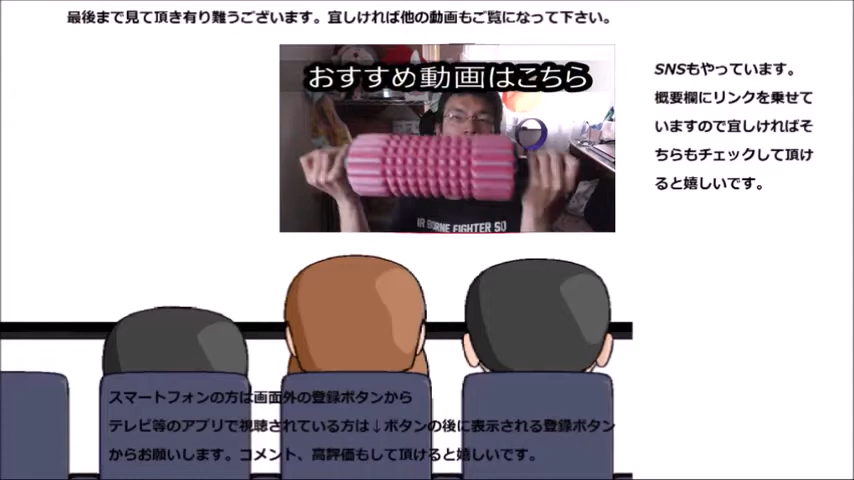 最後まで見て頂き有り難うございます。宜しければ他の動画もご覧になって下さい。
おすすめ動画はこちら
IR BORNE FIGHTER SO
SNSもやっています。
概要欄にリンクを乗せて
いますので宜しければそ
ちらもチェックして頂け
ると嬉しいです。
スマートフォンの方は画面外の登録ボタンから
テレビ等のアプリで視聴されている方は↓ボタンの後に表示される登録ボタン
からお願いします。コメント、高評価もして頂けると嬉しいです。